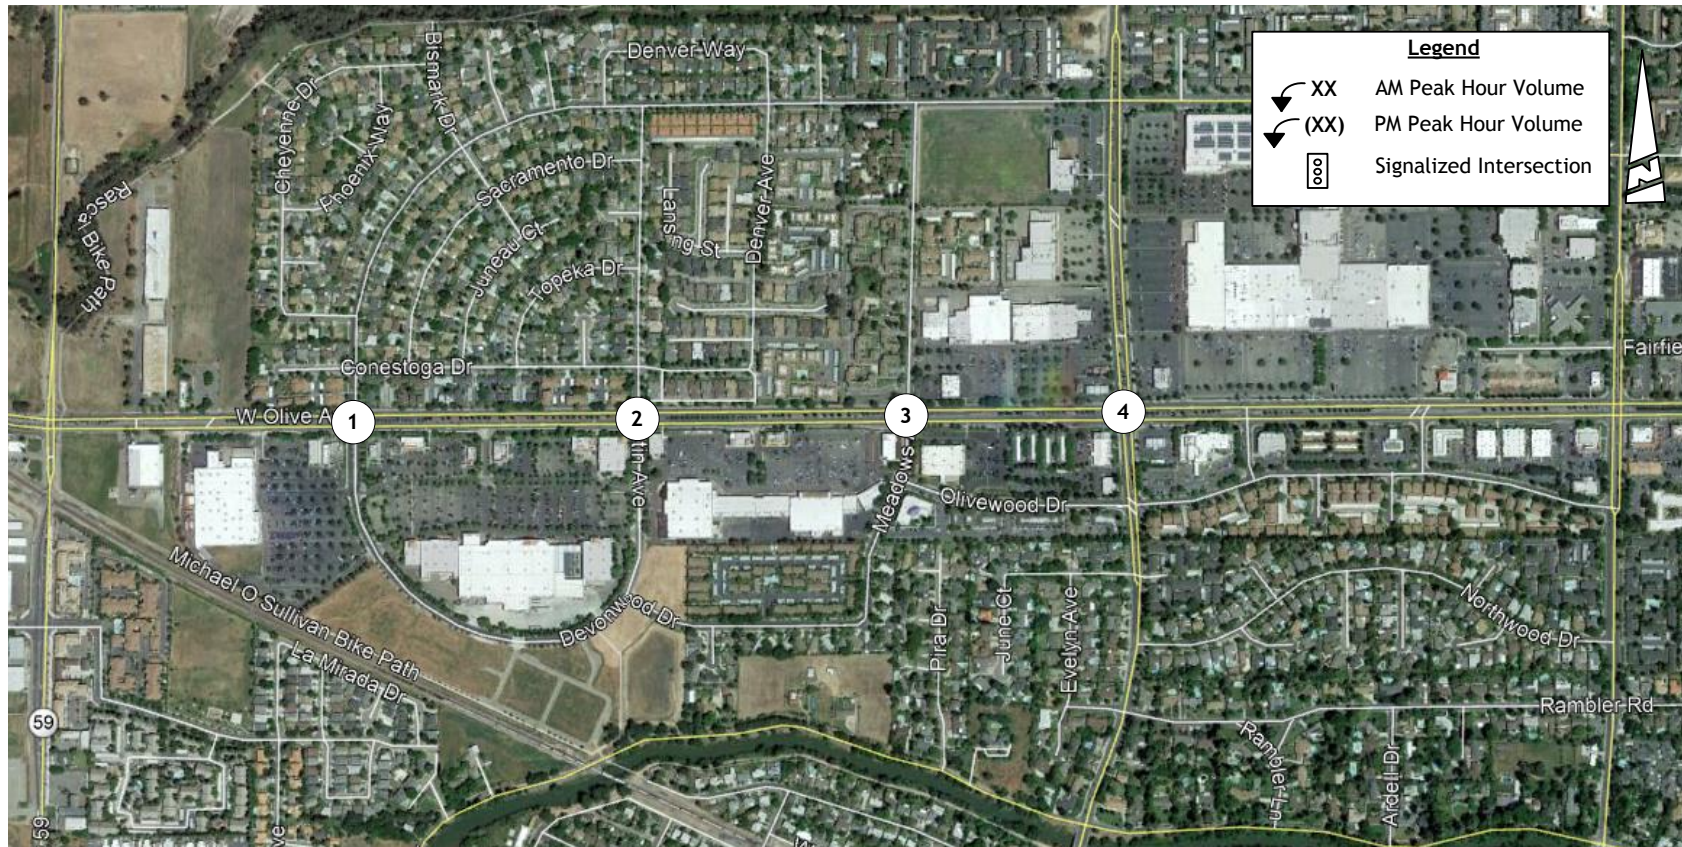 Legend
XX AM Peak Hour Volume
(XX) PM Peak Hour Volume
Signalized Intersection
Denver Way
Bismark Dr
Cheyenne Dr
Phoenix Way
Sacramento Dr
Lansing St
Denver Ave
Juneau Ct
Topeka Dr
Rascal Bike Path
Conestoga Dr
Fairfie
W Olive A
1
2
3
4
tin Ave
Meadows
Olivewood Dr
Michael O Sullivan Bike Path
La Mirada Dr
Devonwood Dr
Pira Dr
June Ct
Evelyn Ave
Northwood Dr
Rambler Rd
Rambler Ln
Ardell Dr
59
59
ve